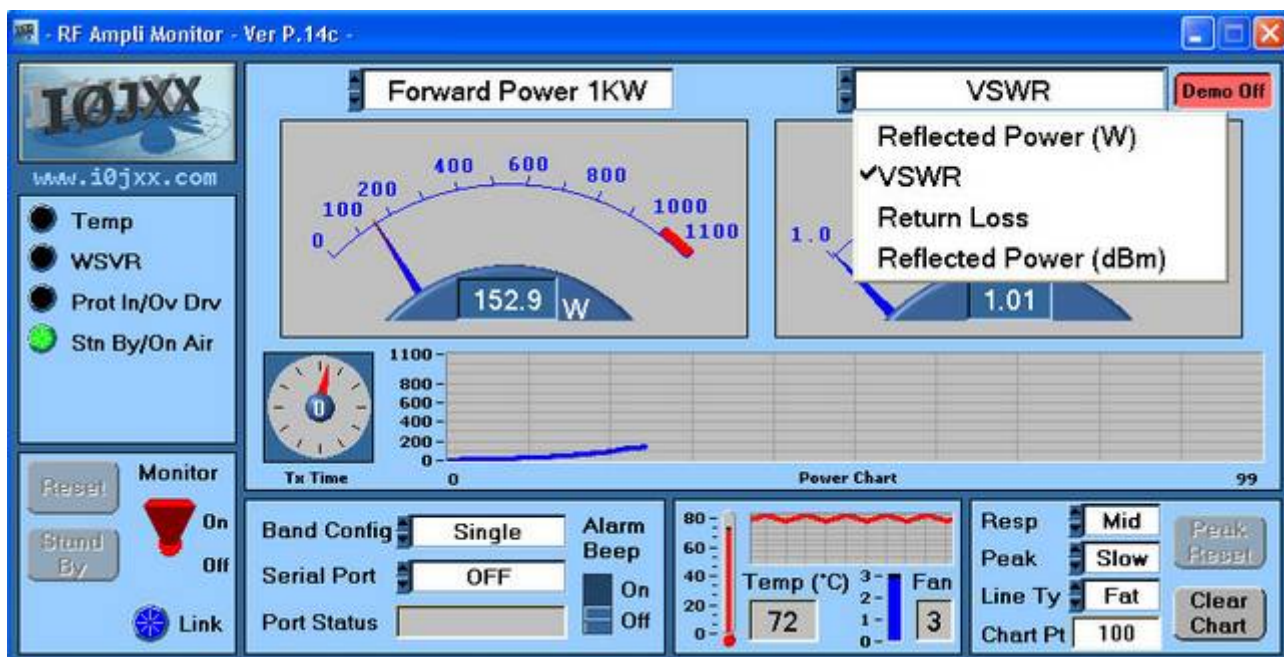 - RF Ampli Monitor - Ver P.14c -
IØJXX
www.i0jxx.com
Temp
WSVR
Prot In/Ov Drv
Stn By/On Air
Forward Power 1KW
0 100 200 400 600 800 1000 1100
152.9 W
VSWR
Demo Off
Reflected Power (W)
✓VSWR
Return Loss
Reflected Power (dBm)
1.0
1.01
0
Tx Time
1100
800
600
400
200
0
0 Power Chart 99
Reset
Stand By
Monitor
On
Off
Link
Band Config Single
Serial Port OFF
Port Status
Alarm Beep
On
Off
80
60
40
20
0
Temp (°C)
72
3
2
1
0
Fan
3
Resp Mid
Peak Slow
Line Ty Fat
Chart Pt 100
Peak Reset
Clear Chart